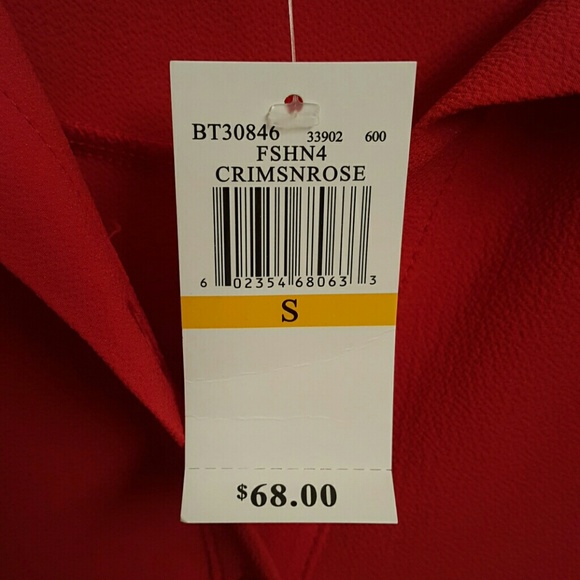 BT30846 33902 600
FSHN4
CRIMSNROSE
6 02354 68063 3
S
$68.00